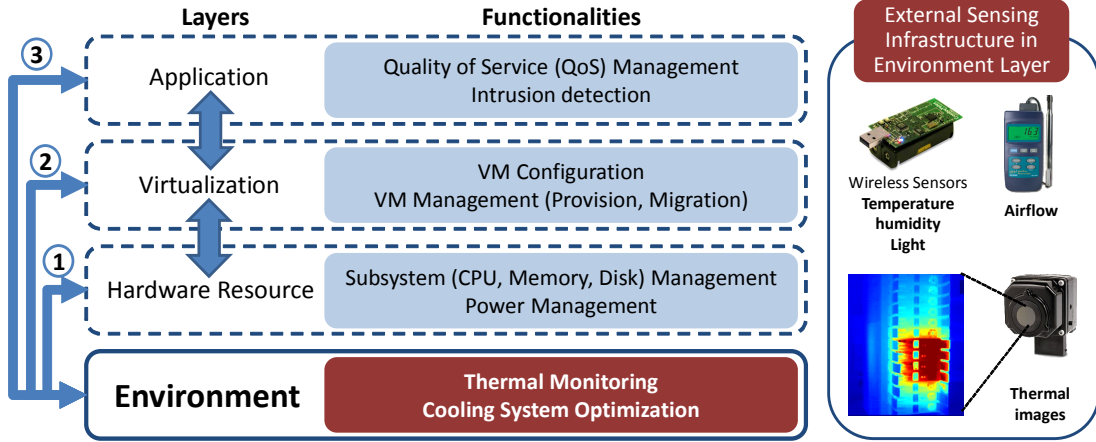 Layers
Functionalities
3
Application
Quality of Service (QoS) Management
Intrusion detection
2
Virtualization
VM Configuration
VM Management (Provision, Migration)
1
Hardware Resource
Subsystem (CPU, Memory, Disk) Management
Power Management
Environment
Thermal Monitoring
Cooling System Optimization
External Sensing
Infrastructure in
Environment Layer
163
Wireless Sensors
Temperature
humidity
Light
Airflow
Thermal
images